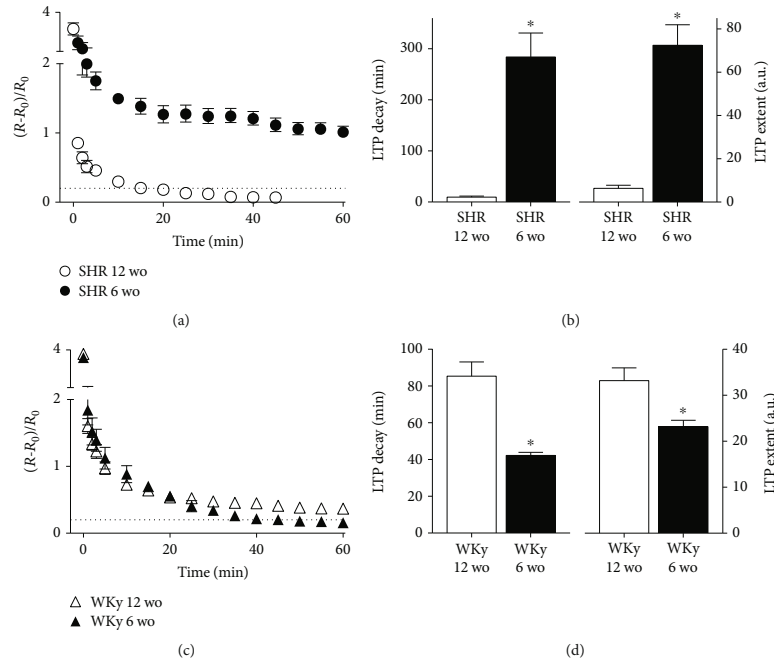 4
2
1
0
(R-R0)/R0
0
20
40
60
Time (min)
SHR 12 wo
SHR 6 wo
(a)
300
200
100
0
LTP decay (min)
*
*
80
60
40
20
0
LTP extent (a.u.)
SHR
12 wo
SHR
6 wo
SHR
12 wo
SHR
6 wo
(b)
4
2
1
0
(R-R0)/R0
0
20
40
60
Time (min)
WKy 12 wo
WKy 6 wo
(c)
100
80
60
40
20
0
LTP decay (min)
*
*
40
30
20
10
0
LTP extent (a.u.)
WKy
12 wo
WKy
6 wo
WKy
12 wo
WKy
6 wo
(d)